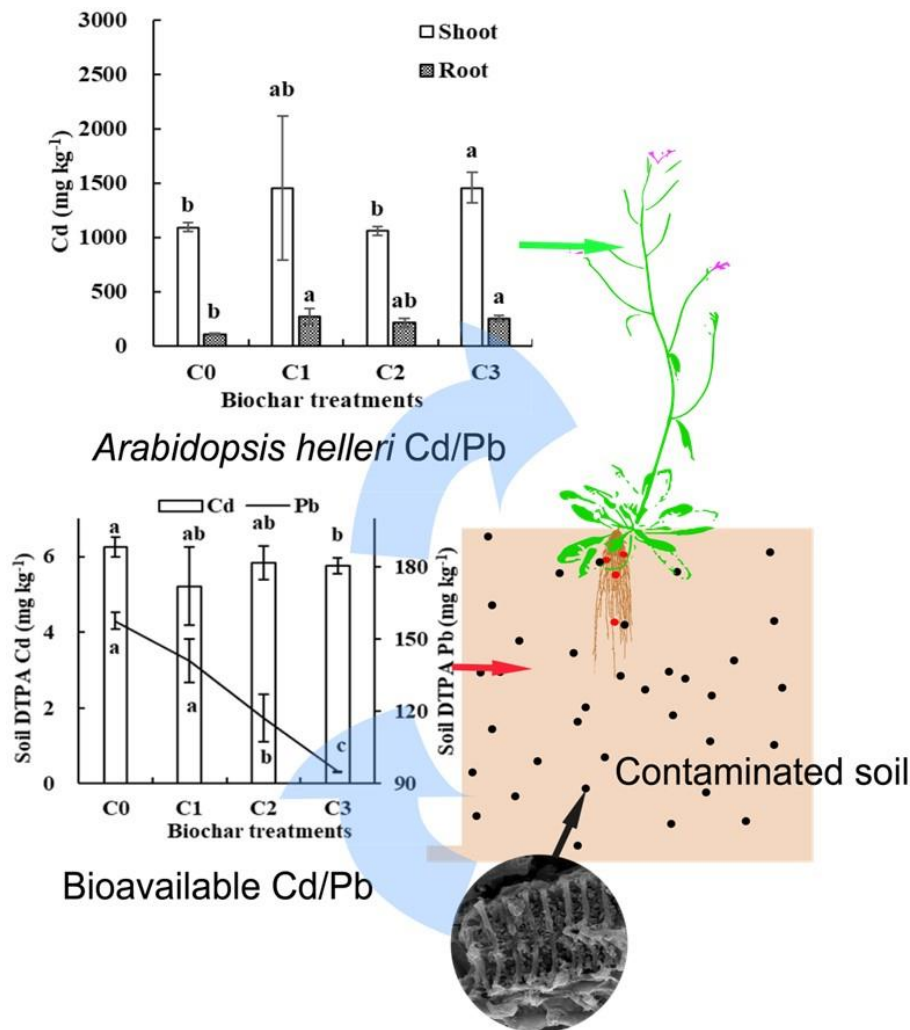 3000
2500
2000
1500
1000
500
0
Cd (mg kg-1)
Shoot
Root
b
b
ab
a
b
ab
a
a
C0 C1 C2 C3
Biochar treatments
Arabidopsis helleri Cd/Pb
Cd Pb
6
4
2
0
Soil DTPA Cd (mg kg-1)
a
ab
ab
b
a
a
b
c
180
150
120
90
Soil DTPA Pb (mg kg-1)
C0 C1 C2 C3
Biochar treatments
Bioavailable Cd/Pb
Contaminated soil